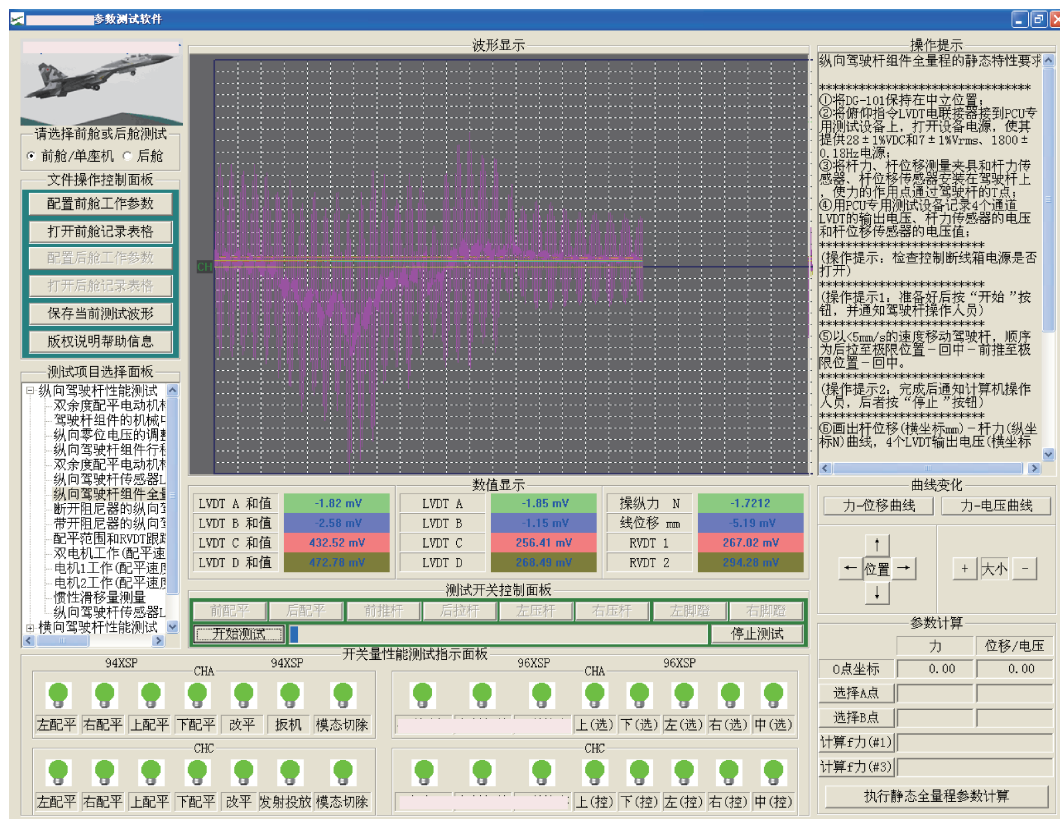 参数测试软件
请选择前舱或后舱测试
前舱/单座机 后舱
文件操作控制面板
配置前舱工作参数
打开前舱记录表格
配置后舱工作参数
打开后舱记录表格
保存当前测试波形
版权说明帮助信息
测试项目选择面板
纵向驾驶杆性能测试
双余度配平电动机
驾驶杆组件的机械
纵向零位电压的调整
纵向驾驶杆组件行程
双余度配平电动机
纵向驾驶杆传感器L
纵向驾驶杆组件全量
断开阻尼器的纵向驾
带开阻尼器的纵向驾
配平范围和RVDT跟踪
双电机工作(配平速度
电机1工作(配平速度
电机2工作(配平速度
惯性滑移量测量
纵向驾驶杆传感器L
横向驾驶杆性能测试
波形显示
CH
数值显示
LVDT A 和值 -1.82 mV LVDT A -1.85 mV 操纵力 N -1.7212
LVDT B 和值 -2.58 mV LVDT B -1.15 mV 线位移 mm -5.19 mV
LVDT C 和值 432.52 mV LVDT C 256.41 mV RVDT 1 267.02 mV
LVDT D 和值 472.78 mV LVDT D 268.49 mV RVDT 2 294.28 mV
测试开关控制面板
前配平 后配平 前推杆 后拉杆 左压杆 右压杆 左脚蹬 右脚蹬
开始测试 停止测试
开关量性能测试指示面板
94XSP CHA 94XSP
左配平 右配平 上配平 下配平 改平 扳机 模态切除
CHC
左配平 右配平 上配平 下配平 改平 发射投放 模态切除
96XSP CHA 96XSP
上(选) 下(选) 左(选) 右(选) 中(选)
CHC
上(控) 下(控) 左(控) 右(控) 中(控)
操作提示
纵向驾驶杆组件全量程的静态特性要求
********************************
①将DG-101保持在中立位置；
②将俯仰指令LVDT电联接器接到PCU专
用测试设备上，打开设备电源，使其
提供28±1%VDC和7±1%Vrms、1800±
0.18Hz电源；
③将杆力、杆位移测量夹具和杆力传
感器、杆位移传感器安装在驾驶杆上
，使力的作用点通过驾驶杆的T点；
④用PCU专用测试设备记录4个通道
LVDT的输出电压、杆力传感器的电压
和杆位移传感器的电压值；
*************************
(操作提示：检查控制断线箱电源是否
打开)
*************************
(操作提示1：准备好后按“开始”按
钮，并通知驾驶杆操作人员)
*************************
⑤以<5mm/s的速度移动驾驶杆，顺序
为后拉至极限位置－回中－前推至极
限位置－回中。
*************************
(操作提示2：完成后通知计算机操作
人员，后者按“停止”按钮)
*************************
⑥画出杆位移(横坐标mm)－杆力(纵坐
标N)曲线，4个LVDT输出电压(横坐标
曲线变化
力-位移曲线 力-电压曲线
↑
← 位置 → + 大小 -
↓
参数计算
力 位移/电压
0点坐标 0.00 0.00
选择A点
选择B点
计算f力(#1)
计算f力(#3)
执行静态全量程参数计算